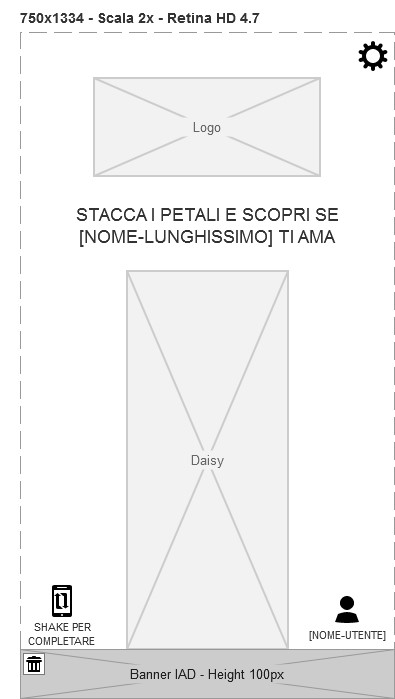 750x1334 - Scala 2x - Retina HD 4.7
Logo
STACCA I PETALI E SCOPRI SE
[NOME-LUNGHISSIMO] TI AMA
Daisy
SHAKE PER
COMPLETARE
[NOME-UTENTE]
Banner IAD - Height 100px